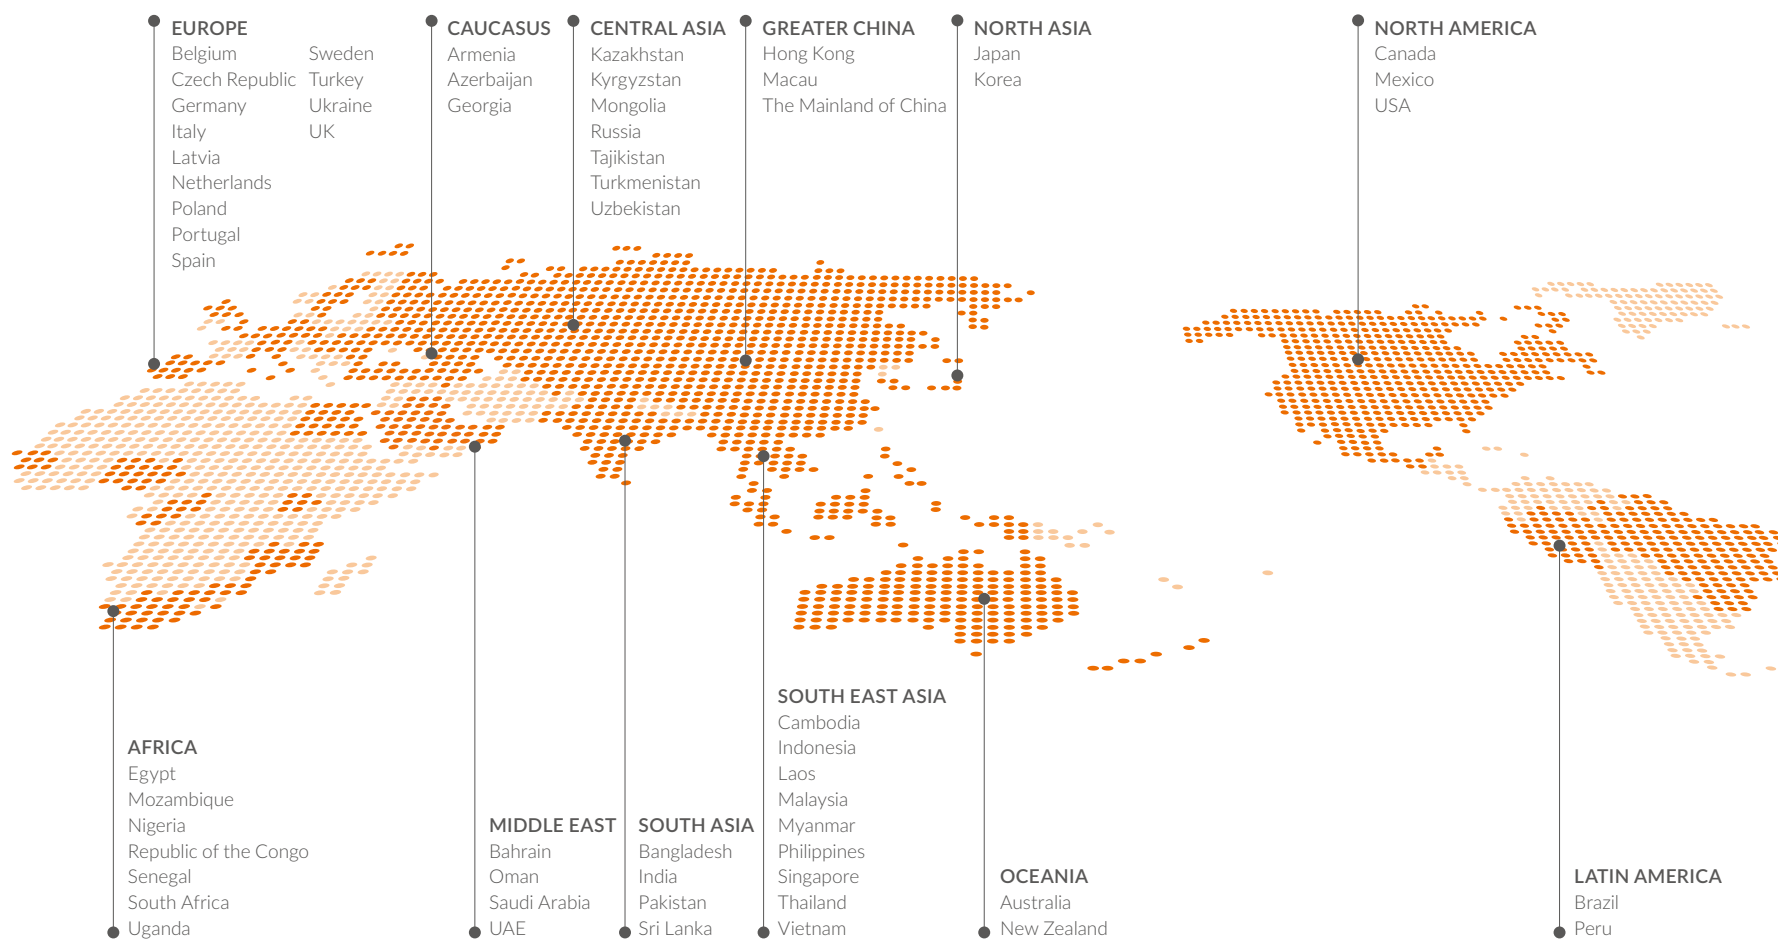 EUROPE
Belgium
Czech Republic
Germany
Italy
Latvia
Netherlands
Poland
Portugal
Spain
Sweden
Turkey
Ukraine
UK
CAUCASUS
Armenia
Azerbaijan
Georgia
CENTRAL ASIA
Kazakhstan
Kyrgyzstan
Mongolia
Russia
Tajikistan
Turkmenistan
Uzbekistan
GREATER CHINA
Hong Kong
Macau
The Mainland of China
NORTH ASIA
Japan
Korea
NORTH AMERICA
Canada
Mexico
USA
AFRICA
Egypt
Mozambique
Nigeria
Republic of the Congo
Senegal
South Africa
Uganda
MIDDLE EAST
Bahrain
Oman
Saudi Arabia
UAE
SOUTH ASIA
Bangladesh
India
Pakistan
Sri Lanka
SOUTH EAST ASIA
Cambodia
Indonesia
Laos
Malaysia
Myanmar
Philippines
Singapore
Thailand
Vietnam
OCEANIA
Australia
New Zealand
LATIN AMERICA
Brazil
Peru